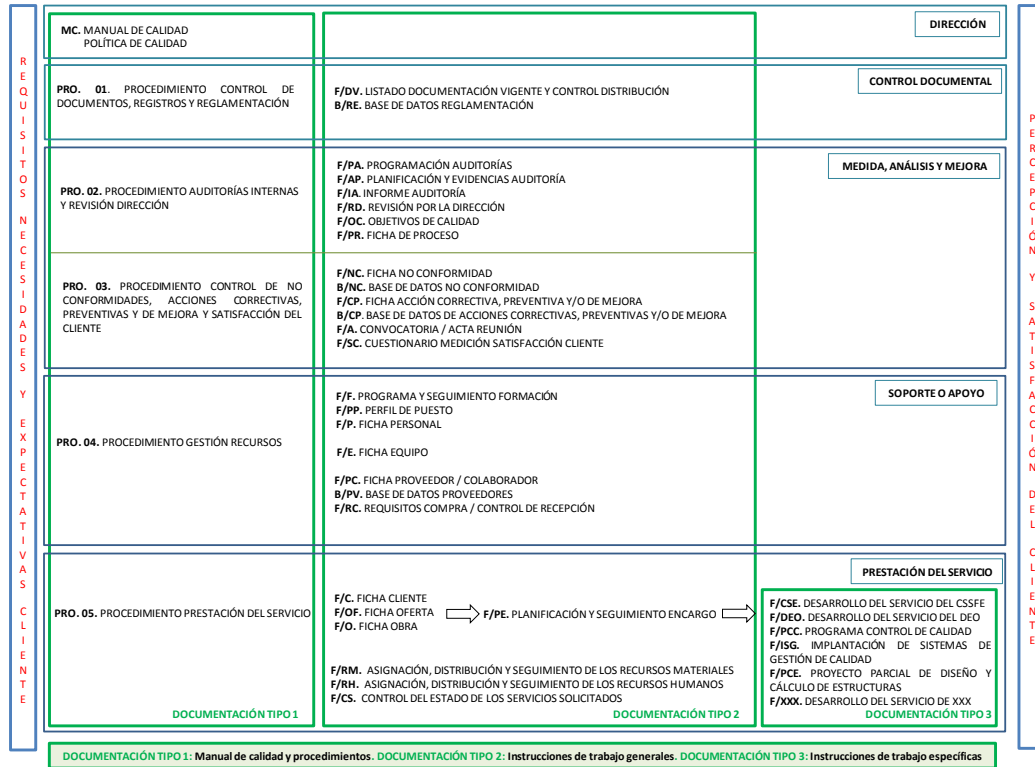 REQUISITOS NECESIDADES Y EXPECTATIVAS CLIENTE
DIRECCIÓN
MC. MANUAL DE CALIDAD
POLÍTICA DE CALIDAD
CONTROL DOCUMENTAL
PRO. 01. PROCEDIMIENTO CONTROL DE
DOCUMENTOS, REGISTROS Y REGLAMENTACIÓN
F/DV. LISTADO DOCUMENTACIÓN VIGENTE Y CONTROL DISTRIBUCIÓN
B/RE. BASE DE DATOS REGLAMENTACIÓN
MEDIDA, ANÁLISIS Y MEJORA
PRO. 02. PROCEDIMIENTO AUDITORÍAS INTERNAS
Y REVISIÓN DIRECCIÓN
F/PA. PROGRAMACIÓN AUDITORÍAS
F/AP. PLANIFICACIÓN Y EVIDENCIAS AUDITORÍA
F/IA. INFORME AUDITORÍA
F/RD. REVISIÓN POR LA DIRECCIÓN
F/OC. OBJETIVOS DE CALIDAD
F/PR. FICHA DE PROCESO
PRO. 03. PROCEDIMIENTO CONTROL DE NO
CONFORMIDADES, ACCIONES CORRECTIVAS,
PREVENTIVAS Y DE MEJORA Y SATISFACCIÓN DEL
CLIENTE
F/NC. FICHA NO CONFORMIDAD
B/NC. BASE DE DATOS NO CONFORMIDAD
F/CP. FICHA ACCIÓN CORRECTIVA, PREVENTIVA Y/O DE MEJORA
B/CP. BASE DE DATOS DE ACCIONES CORRECTIVAS, PREVENTIVAS Y/O DE MEJORA
F/A. CONVOCATORIA / ACTA REUNIÓN
F/SC. CUESTIONARIO MEDICIÓN SATISFACCIÓN CLIENTE
SOPORTE O APOYO
PRO. 04. PROCEDIMIENTO GESTIÓN RECURSOS
F/F. PROGRAMA Y SEGUIMIENTO FORMACIÓN
F/PP. PERFIL DE PUESTO
F/P. FICHA PERSONAL
F/E. FICHA EQUIPO
F/PC. FICHA PROVEEDOR / COLABORADOR
B/PV. BASE DE DATOS PROVEEDORES
F/RC. REQUISITOS COMPRA / CONTROL DE RECEPCIÓN
PRESTACIÓN DEL SERVICIO
PRO. 05. PROCEDIMIENTO PRESTACIÓN DEL SERVICIO
F/C. FICHA CLIENTE
F/OF. FICHA OFERTA
F/O. FICHA OBRA
F/PE. PLANIFICACIÓN Y SEGUIMIENTO ENCARGO
F/RM. ASIGNACIÓN, DISTRIBUCIÓN Y SEGUIMIENTO DE LOS RECURSOS MATERIALES
F/RH. ASIGNACIÓN, DISTRIBUCIÓN Y SEGUIMIENTO DE LOS RECURSOS HUMANOS
F/CS. CONTROL DEL ESTADO DE LOS SERVICIOS SOLICITADOS
F/CSE. DESARROLLO DEL SERVICIO DEL CSSFE
F/DEO. DESARROLLO DEL SERVICIO DEL DEO
F/PCC. PROGRAMA CONTROL DE CALIDAD
F/ISG. IMPLANTACIÓN DE SISTEMAS DE
GESTIÓN DE CALIDAD
F/PCE. PROYECTO PARCIAL DE DISEÑO Y
CÁLCULO DE ESTRUCTURAS
F/XXX. DESARROLLO DEL SERVICIO DE XXX
DOCUMENTACIÓN TIPO 1
DOCUMENTACIÓN TIPO 2
DOCUMENTACIÓN TIPO 3
PERCEPCIÓN Y SATISFACCIÓN DEL CLIENTE
DOCUMENTACIÓN TIPO 1: Manual de calidad y procedimientos. DOCUMENTACIÓN TIPO 2: Instrucciones de trabajo generales. DOCUMENTACIÓN TIPO 3: Instrucciones de trabajo específicas